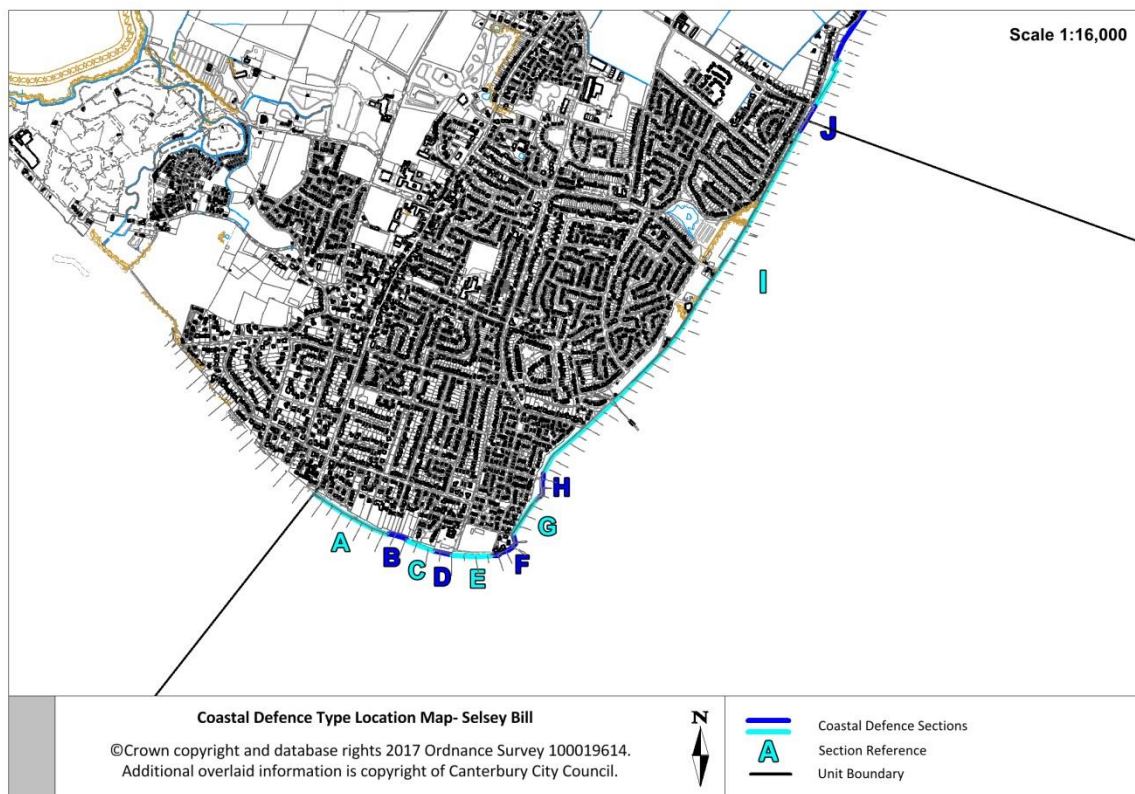 Scale 1:16,000
J
I
H
G
A
B
C
D
E
F
Coastal Defence Type Location Map- Selsey Bill
©Crown copyright and database rights 2017 Ordnance Survey 100019614.
Additional overlaid information is copyright of Canterbury City Council.
N
Coastal Defence Sections
A
Section Reference
Unit Boundary